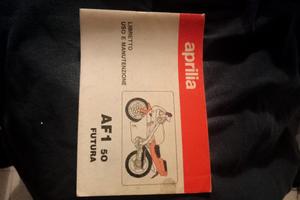 aprilia
LIBRETTO
USO E MANUTENZIONE
AF1 50
FUTURA